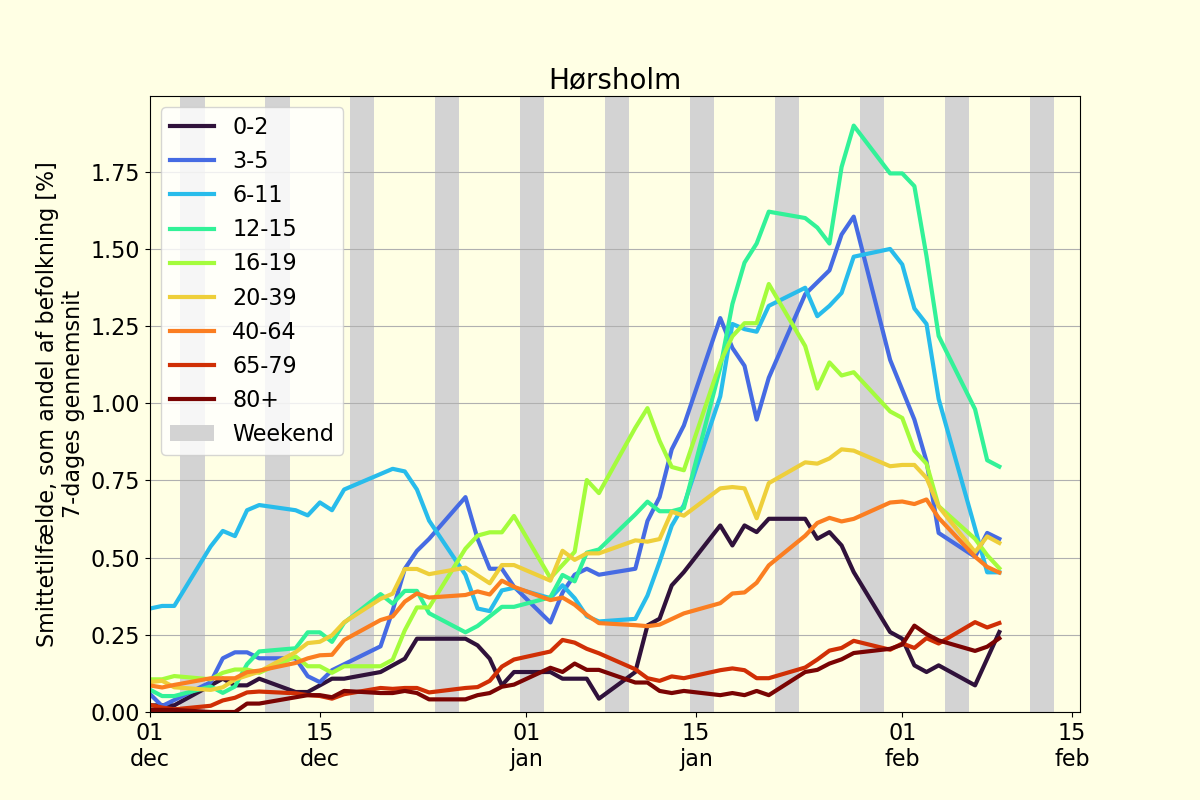 Hørsholm
Smittetilfælde, som andel af befolkning [%]
7-dages gennemsnit
1.75
1.50
1.25
1.00
0.75
0.50
0.25
0.00
0-2
3-5
6-11
12-15
16-19
20-39
40-64
65-79
80+
Weekend
01 15 01 15 01 15
dec dec jan jan feb feb